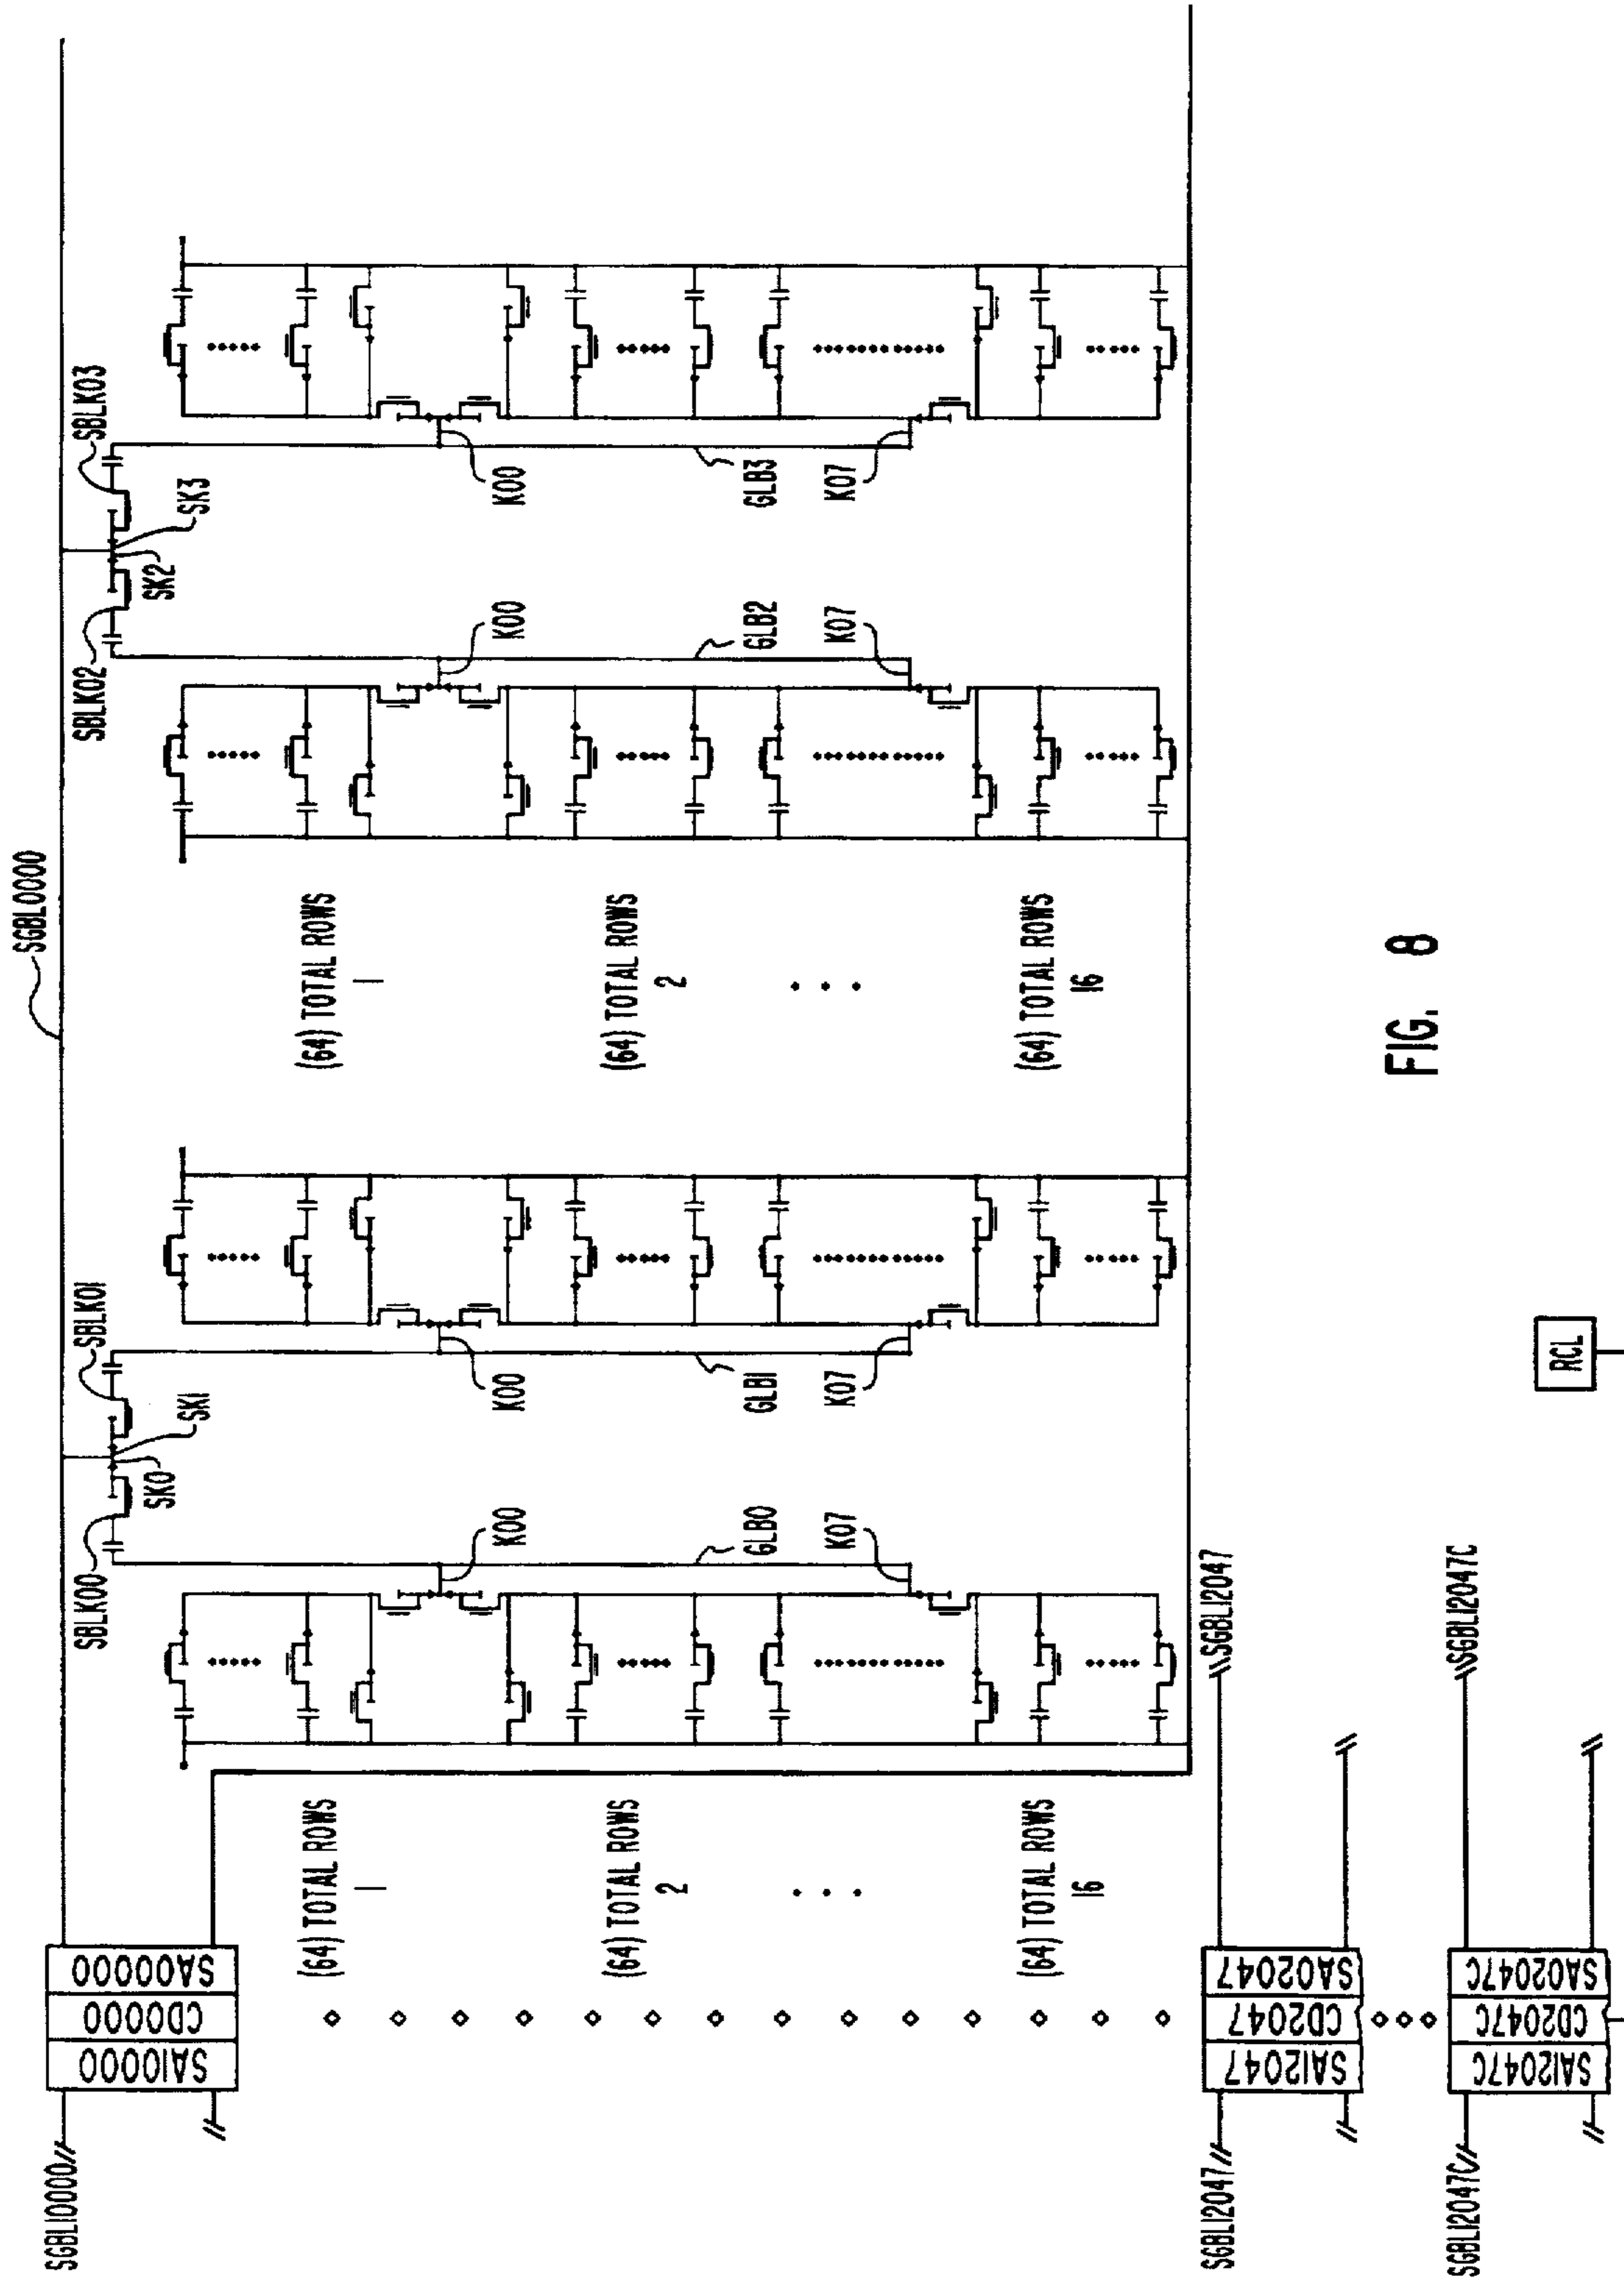 SGBL0000
SBLK00
SBLK01
SBLK02
SBLK03
SK0
SK1
SK2
SK3
SGBLI0000
SAI0000
CD0000
SAO0000
K00
K00
K00
K00
(64) TOTAL ROWS
1
(64) TOTAL ROWS
1
GLB0
GLB1
GLB2
GLB3
(64) TOTAL ROWS
2
(64) TOTAL ROWS
2
K07
K07
K07
K07
(64) TOTAL ROWS
16
(64) TOTAL ROWS
16
SGBLI2047
SAI2047
CD2047
SAO2047
SGBLI2047
SGBLI2047C
SAI2047C
CD2047C
SAO2047C
SGBLI2047C
RCL
FIG. 8